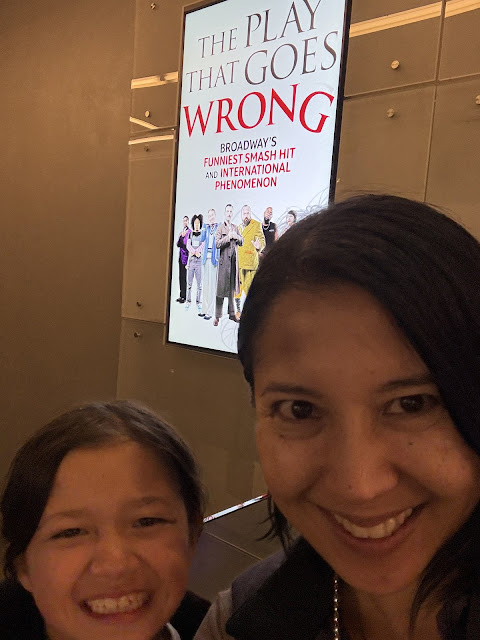 THE PLAY
THAT GOES
WRONG
BROADWAY'S
FUNNIEST SMASH HIT
AND INTERNATIONAL
PHENOMENON